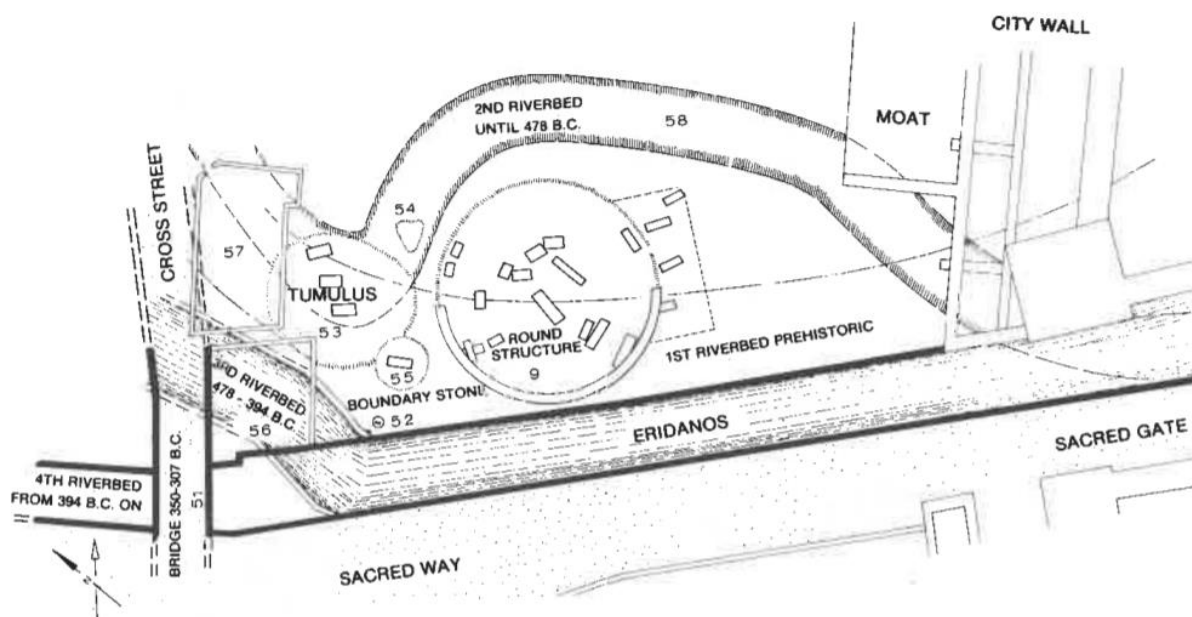 CITY WALL
2ND RIVERBED
UNTIL 478 B.C.
58
MOAT
CROSS STREET
57
54
TUMULUS
53
ROUND
STRUCTURE
9
1ST RIVERBED PREHISTORIC
55
3RD RIVERBED
478 - 394 B.C.
56
BOUNDARY STONE
52
ERIDANOS
SACRED GATE
4TH RIVERBED
FROM 394 B.C. ON
BRIDGE 350-307 B.C.
51
SACRED WAY
N